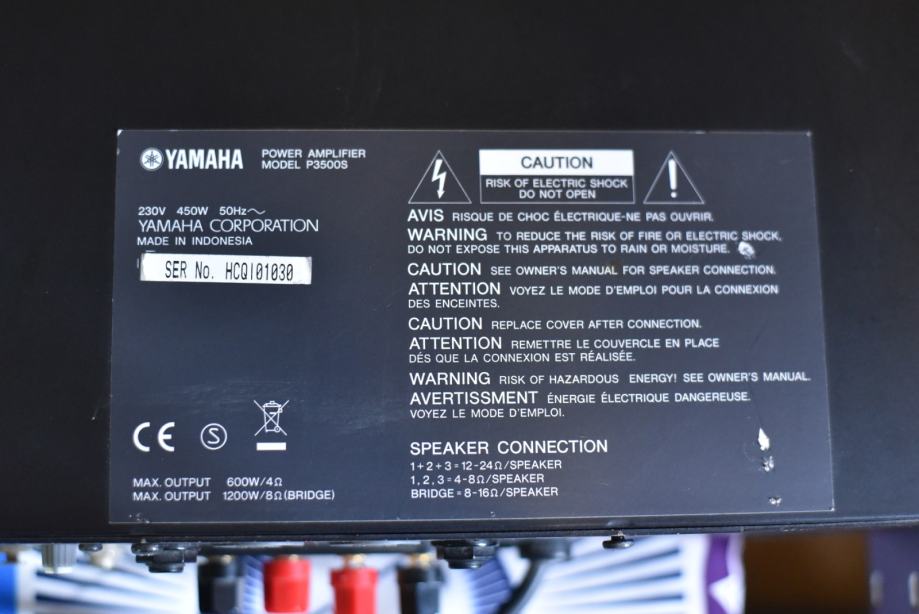 YAMAHA POWER AMPLIFIER
MODEL P3500S
230V 450W 50Hz～
YAMAHA CORPORATION
MADE IN INDONESIA
SER No. HCQI01030
CE
S
MAX. OUTPUT 600W/4Ω
MAX. OUTPUT 1200W/8Ω(BRIDGE)
CAUTION
RISK OF ELECTRIC SHOCK
DO NOT OPEN
!
AVIS RISQUE DE CHOC ÉLECTRIQUE-NE PAS OUVRIR.
WARNING TO REDUCE THE RISK OF FIRE OR ELECTRIC SHOCK,
DO NOT EXPOSE THIS APPARATUS TO RAIN OR MOISTURE.
CAUTION SEE OWNER'S MANUAL FOR SPEAKER CONNECTION.
ATTENTION VOYEZ LE MODE D'EMPLOI POUR LA CONNEXION
DES ENCEINTES.
CAUTION REPLACE COVER AFTER CONNECTION.
ATTENTION REMETTRE LE COUVERCLE EN PLACE
DÉS QUE LA CONNEXION EST RÉALISÉE.
WARNING RISK OF HAZARDOUS ENERGY! SEE OWNER'S MANUAL.
AVERTISSMENT ÉNERGIE ÉLECTRIQUE DANGEREUSE.
VOYEZ LE MODE D'EMPLOI.
SPEAKER CONNECTION
1+2+3=12-24Ω/SPEAKER
1, 2, 3=4-8Ω/SPEAKER
BRIDGE=8-16Ω/SPEAKER